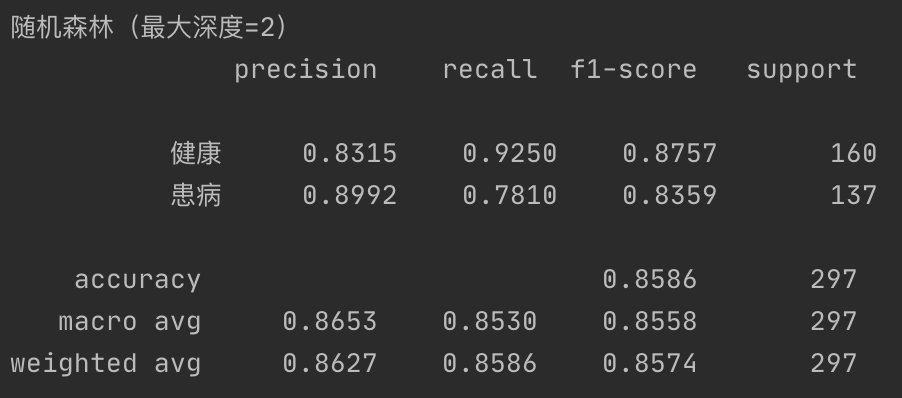 随机森林（最大深度=2）
precision recall f1-score support
健康 0.8315 0.9250 0.8757 160
患病 0.8992 0.7810 0.8359 137
accuracy 0.8586 297
macro avg 0.8653 0.8530 0.8558 297
weighted avg 0.8627 0.8586 0.8574 297